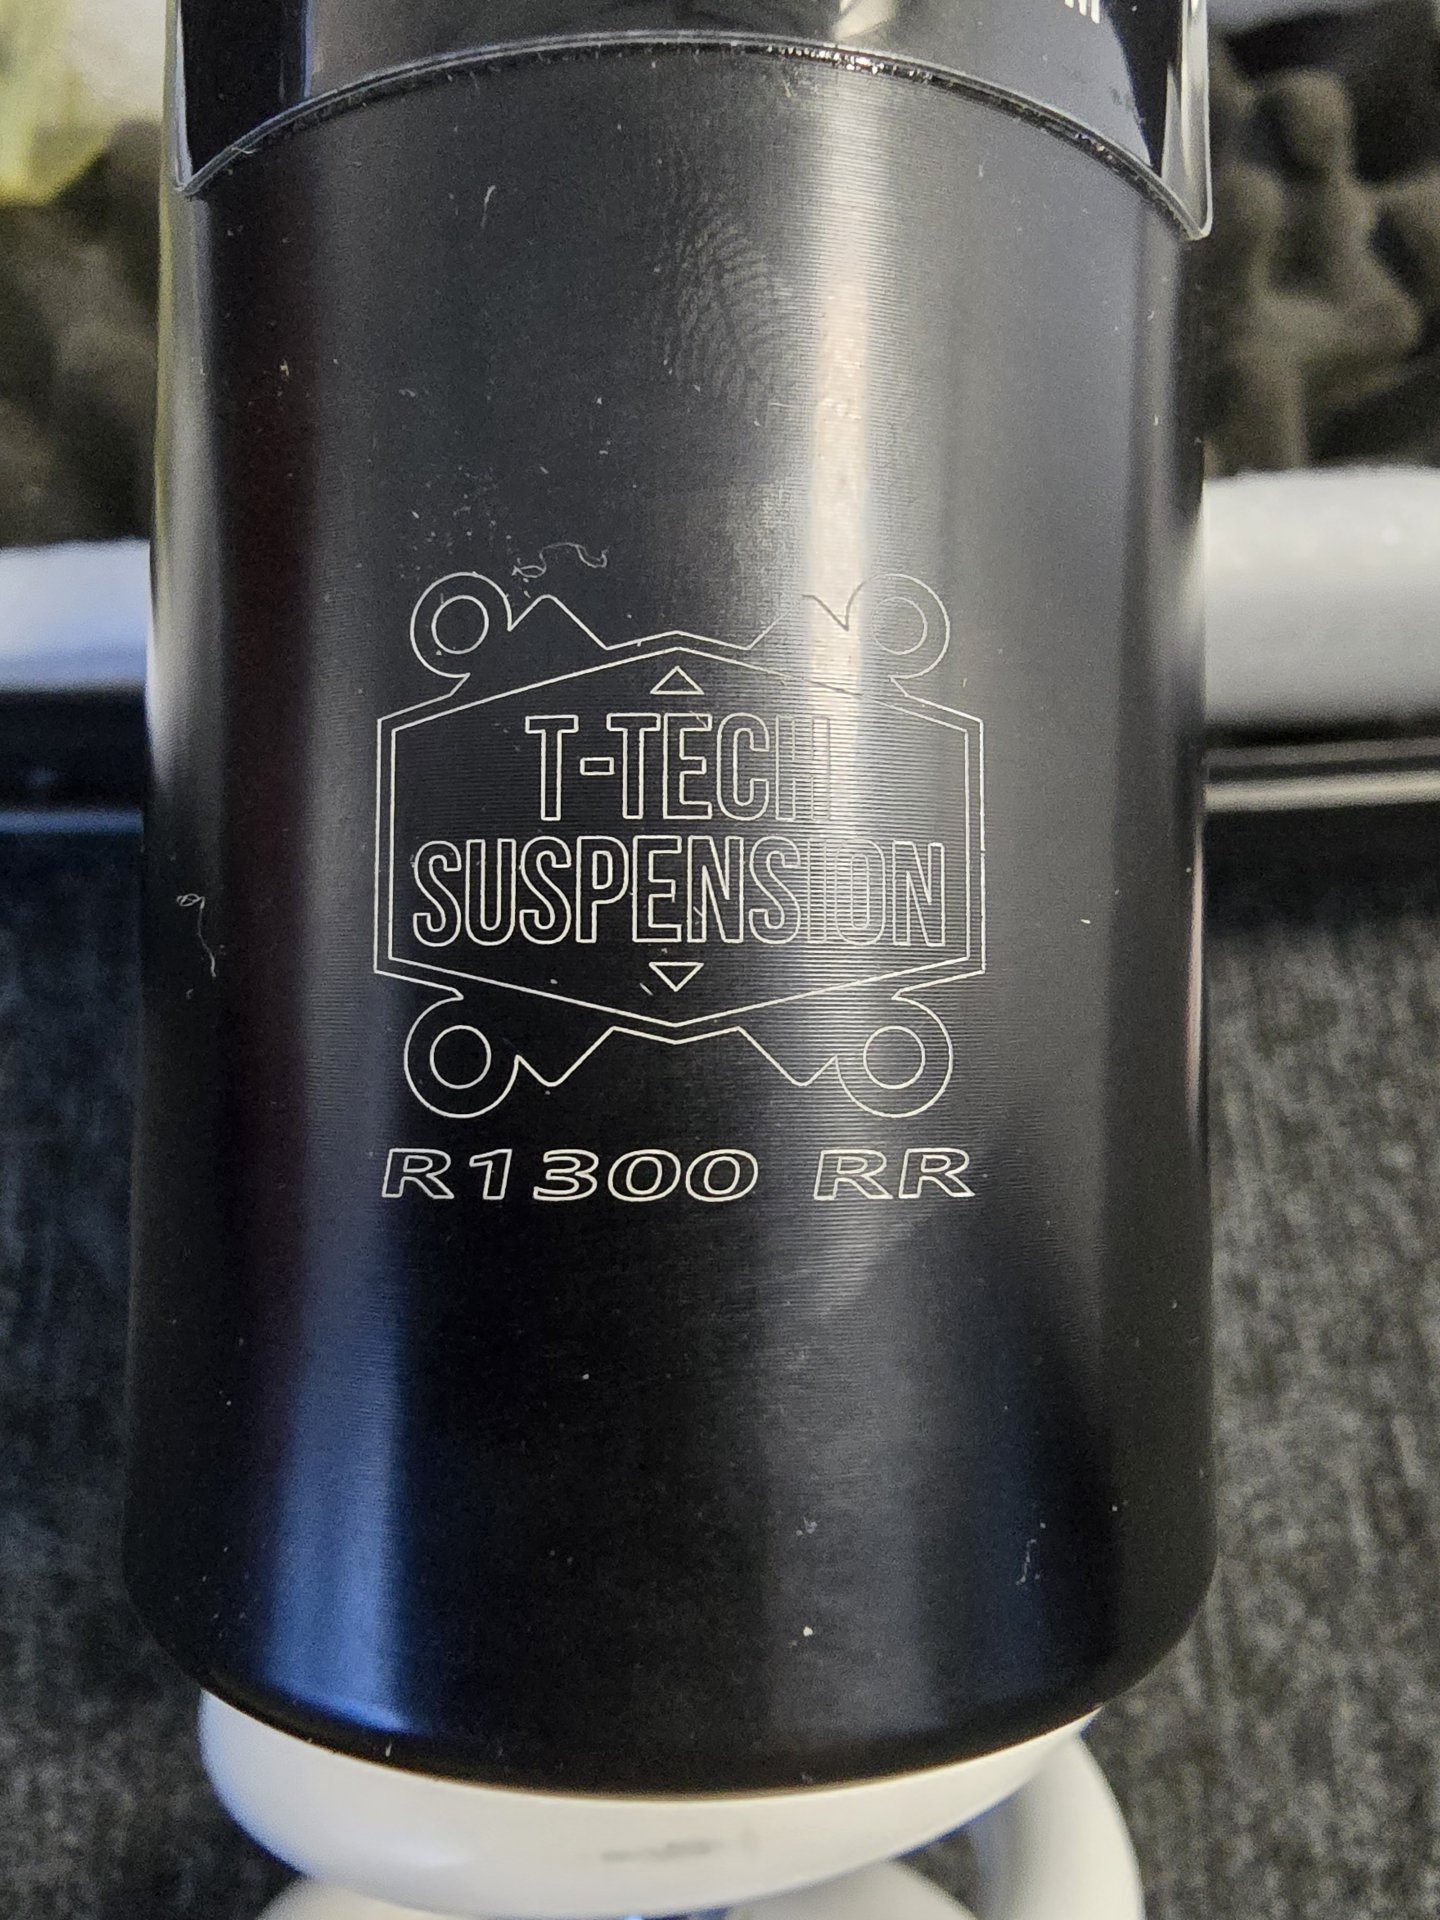 T-TECH
SUSPENSION
R1300 RR